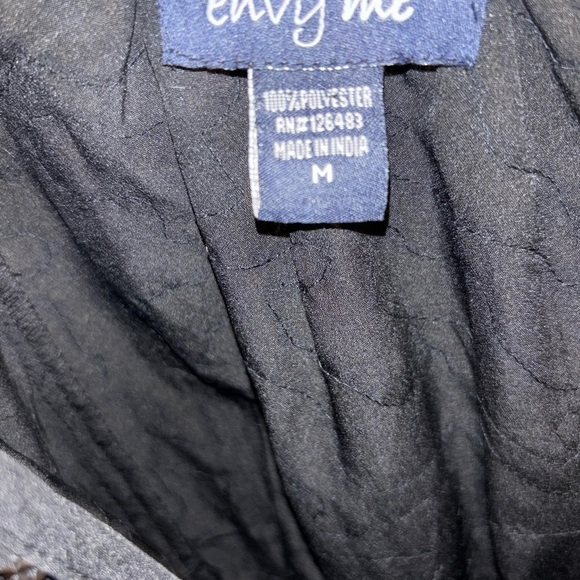 envy me
100%POLYESTER
RN#126483
MADE IN INDIA
M